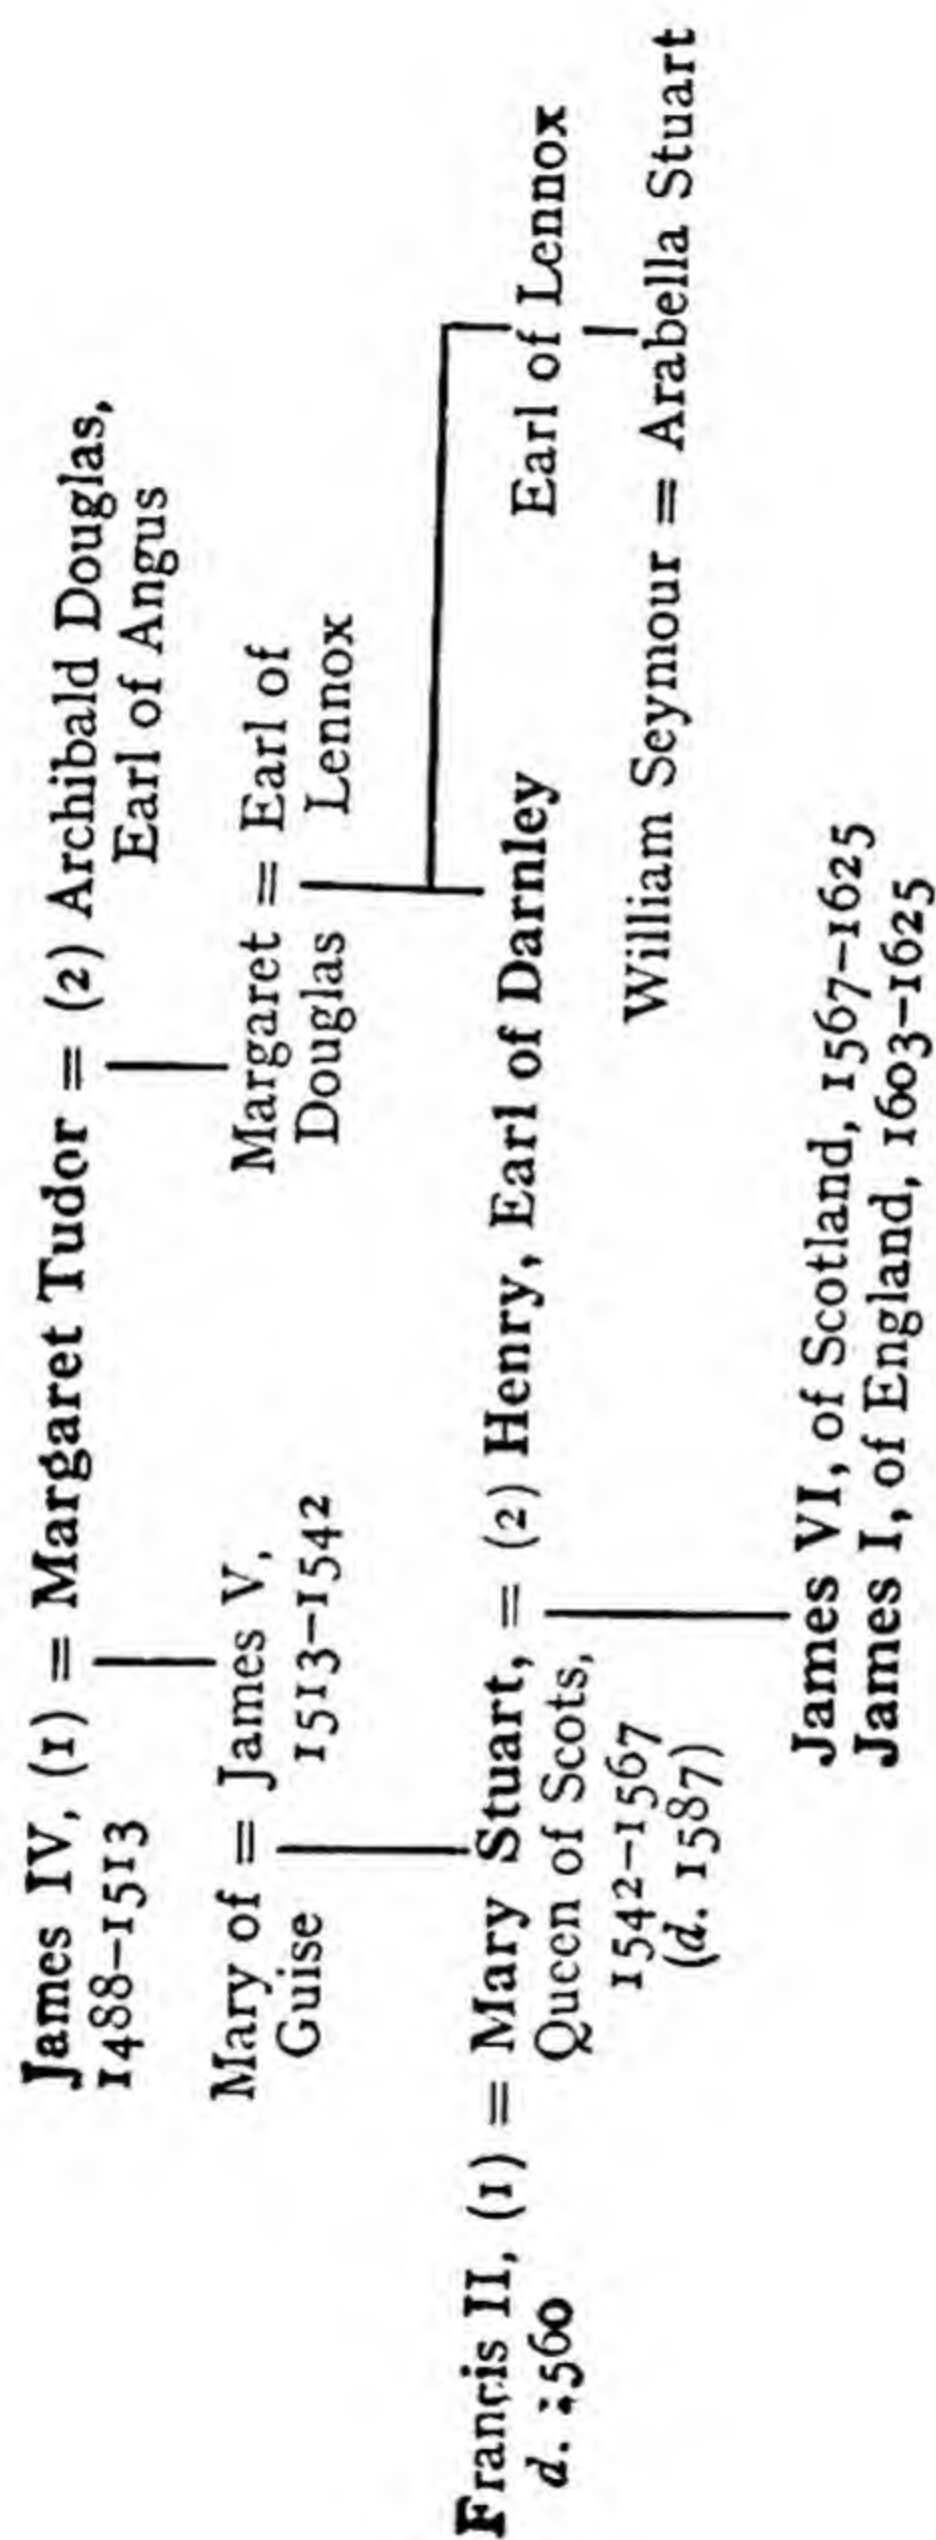 James IV, (1) = Margaret Tudor = (2) Archibald Douglas,
1488–1513
Earl of Angus
Mary of = James V,
Guise
1513–1542
Margaret = Earl of
Douglas
Lennox
Francis II, (1) = Mary Stuart, = (2) Henry, Earl of Darnley
d. 1560
Queen of Scots,
1542–1567
(d. 1587)
Earl of Lennox
William Seymour = Arabella Stuart
James VI, of Scotland, 1567–1625
James I, of England, 1603–1625